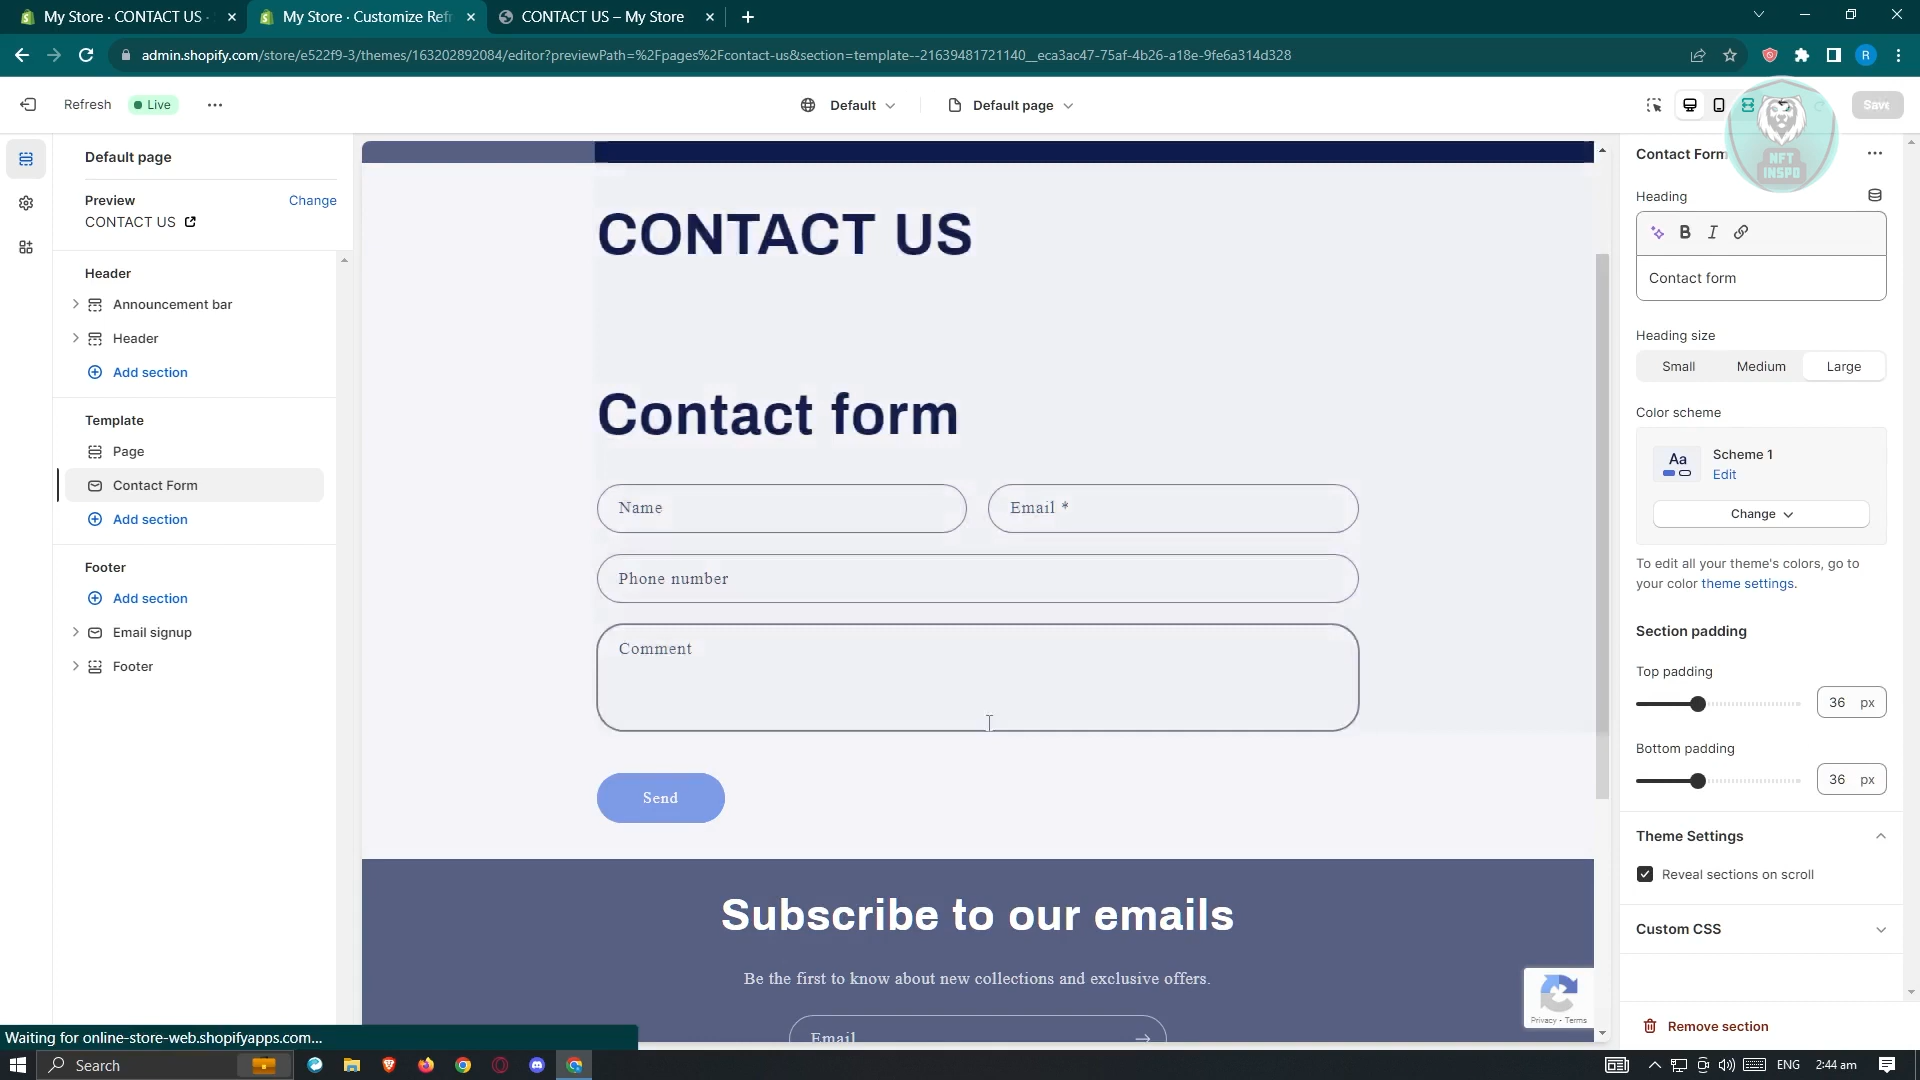 My Store · CONTACT US ·
My Store · Customize Refr
CONTACT US – My Store
admin.shopify.com/store/e522f9-3/themes/163202892084/editor?previewPath=%2Fpages%2Fcontact-us&section=template--21639481721140__eca3ac47-75af-4b26-a18e-9fe6a314d328
R
Refresh
Live
Default
Default page
Save
NFT
INSPO
Default page
Preview
Change
CONTACT US
Header
Announcement bar
Header
Add section
Template
Page
Contact Form
Add section
Footer
Add section
Email signup
Footer
CONTACT US
Contact form
Name
Email *
Phone number
Comment
Send
Subscribe to our emails
Be the first to know about new collections and exclusive offers.
Email
Privacy - Terms
Contact Form
Heading
B I
Contact form
Heading size
Small
Medium
Large
Color scheme
Aa
Scheme 1
Edit
Change
To edit all your theme's colors, go to
your color theme settings.
Section padding
Top padding
36 px
Bottom padding
36 px
Theme Settings
Reveal sections on scroll
Custom CSS
Remove section
Waiting for online-store-web.shopifyapps.com...
Search
ENG
2:44 am